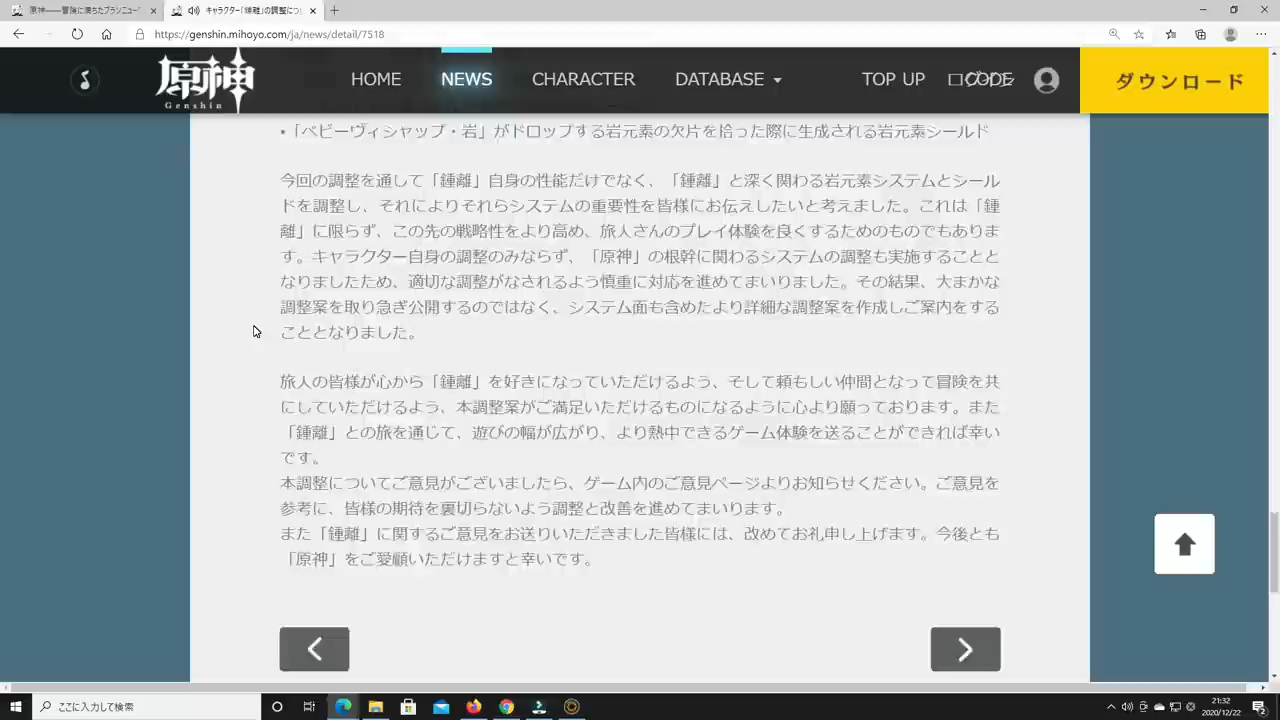 原神――冒険に満ちたブランニュー
キャラクター「鍾離」の調整につい
https://genshin.mihoyo.com/ja/news/detail/7518
原神
Genshin
HOME
NEWS
CHARACTER
DATABASE
TOP UP
CODE
ダウンロード
•「ベビーヴィシャップ・岩」がドロップする岩元素の欠片を拾った際に生成される岩元素シールド
今回の調整を通して「鍾離」自身の性能だけでなく、「鍾離」と深く関わる岩元素システムとシール
ドを調整し、それによりそれらシステムの重要性を皆様にお伝えしたいと考えました。これは「鍾
離」に限らず、この先の戦略性をより高め、旅人さんのプレイ体験を良くするためのものでもありま
す。キャラクター自身の調整のみならず、「原神」の根幹に関わるシステムの調整も実施することと
なりましたため、適切な調整がなされるよう慎重に対応を進めてまいりました。その結果、大まかな
調整案を取り急ぎ公開するのではなく、システム面も含めたより詳細な調整案を作成しご案内をする
こととなりました。
旅人の皆様が心から「鍾離」を好きになっていただけるよう、そして頼もしい仲間となって冒険を共
にしていただけるよう、本調整案がご満足いただけるものになるように心より願っております。また
「鍾離」との旅を通じて、遊びの幅が広がり、より熱中できるゲーム体験を送ることができれば幸い
です。
本調整についてご意見がございましたら、ゲーム内のご意見ページよりお知らせください。ご意見を
参考に、皆様の期待を裏切らないよう調整と改善を進めてまいります。
また「鍾離」に関するご意見をお送りいただきました皆様には、改めてお礼申し上げます。今後とも
「原神」をご愛顧いただけますと幸いです。
ここに入力して検索
21:32
2020/12/22